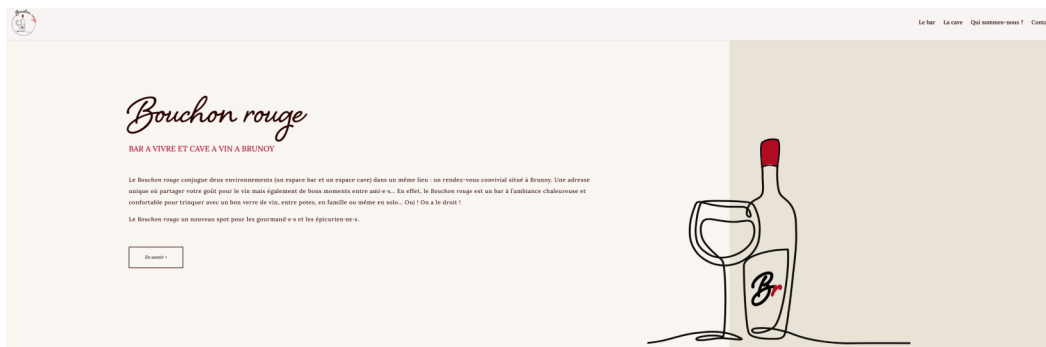 Bouchon
Le bar La cave Qui sommes-nous ? Conta
Bouchon rouge
BAR A VIVRE ET CAVE A VIN A BRUNOY
Le Bouchon rouge conjugue deux environnements (un espace bar et un espace cave) dans un même lieu : un rendez-vous convivial situé à Brunoy. Une adresse
unique où partager votre goût pour le vin mais également de bons moments entre ami-e-s... En effet, le Bouchon rouge est un bar à l'ambiance chaleureuse et
confortable pour trinquer avec un bon verre de vin, entre potes, en famille ou même en solo... Oui ! On a le droit !
Le Bouchon rouge un nouveau spot pour les gourmand-e-s et les épicurien-ne-s.
En savoir +
Br